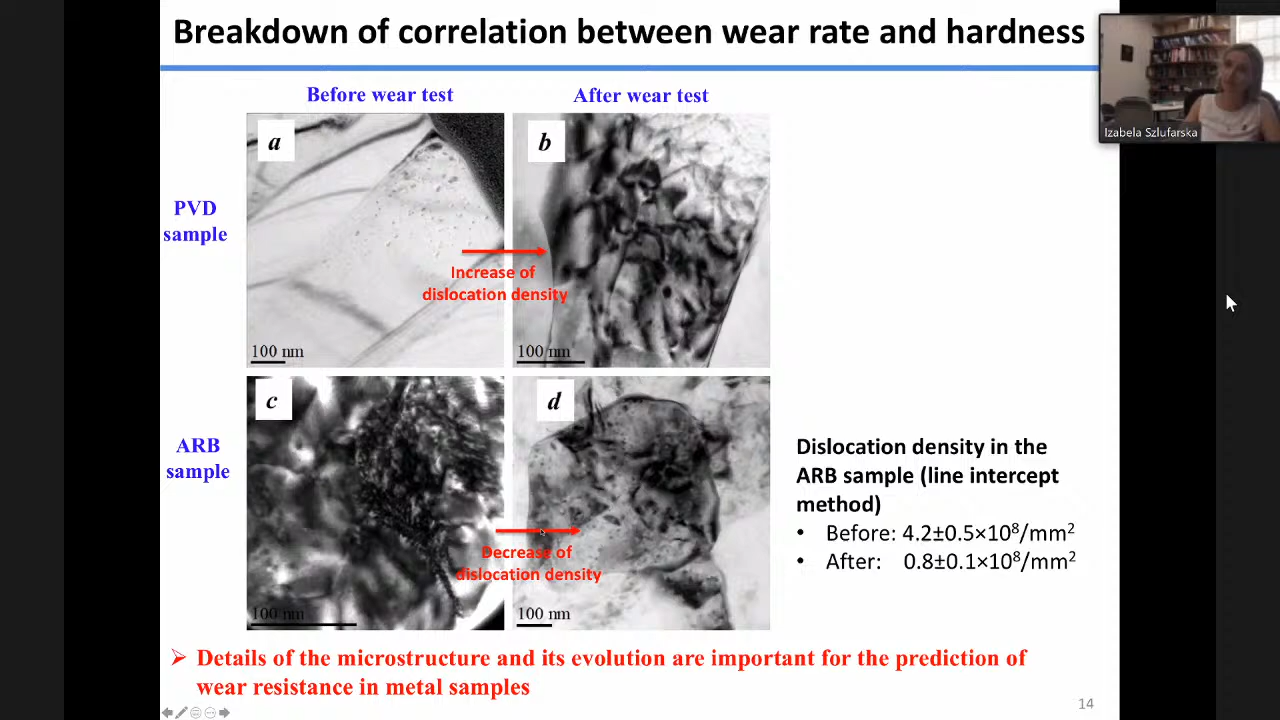 Breakdown of correlation between wear rate and hardness
Izabela Szlufarska
Before wear test
After wear test
PVD
sample
a
b
Increase of
dislocation density
100 nm
100 nm
ARB
sample
c
d
Decrease of
dislocation density
100 nm
100 nm
Dislocation density in the
ARB sample (line intercept
method)
• Before: 4.2±0.5×10⁸/mm²
• After: 0.8±0.1×10⁸/mm²
➢ Details of the microstructure and its evolution are important for the prediction of
wear resistance in metal samples
14